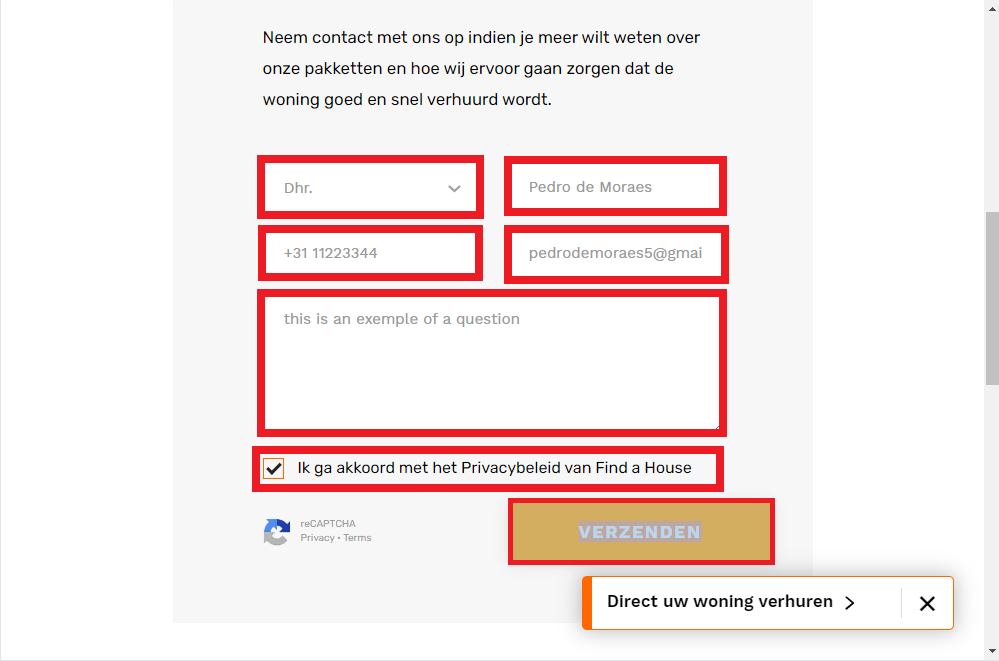 Neem contact met ons op indien je meer wilt weten over
onze pakketten en hoe wij ervoor gaan zorgen dat de
woning goed en snel verhuurd wordt.
Dhr.
Pedro de Moraes
+31 11223344
pedrodemoraes5@gmai
this is an exemple of a question
Ik ga akkoord met het Privacybeleid van Find a House
reCAPTCHA
Privacy • Terms
VERZENDEN
Direct uw woning verhuren